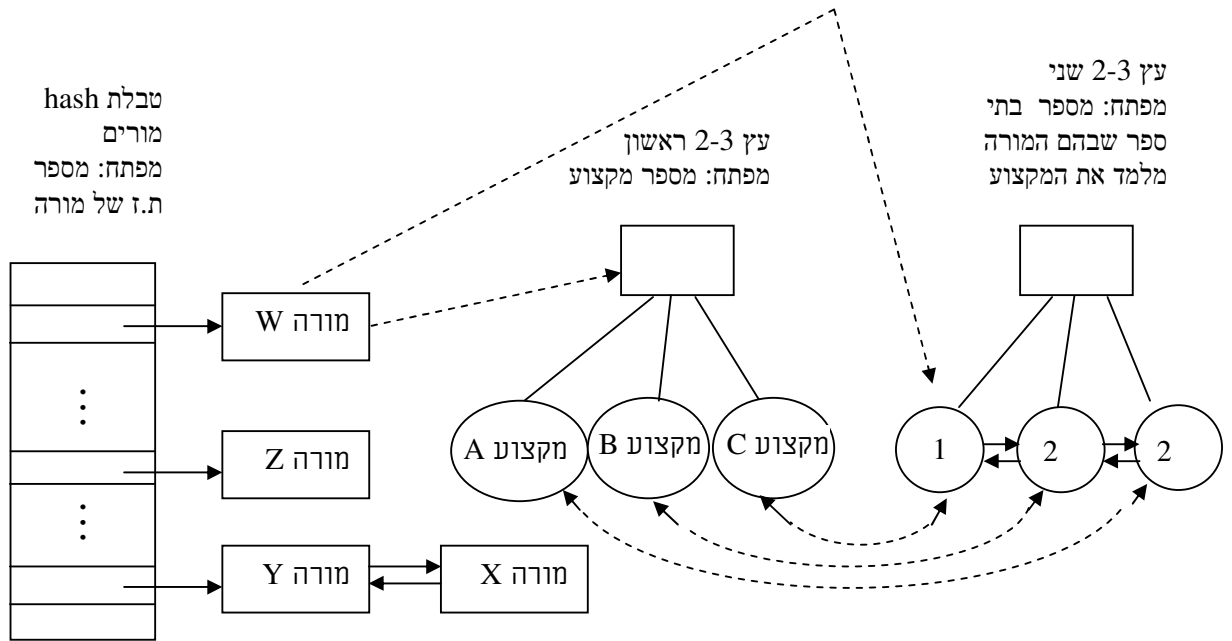 טבלת hash
מורים
מפתח: מספר
ת.ז של מורה
עץ 2-3 ראשון
מפתח: מספר מקצוע
עץ 2-3 שני
מפתח: מספר בתי
ספר שבהם המורה
מלמד את המקצוע
מורה W
מורה Z
מורה Y
מורה X
מקצוע A
מקצוע B
מקצוע C
1
2
2